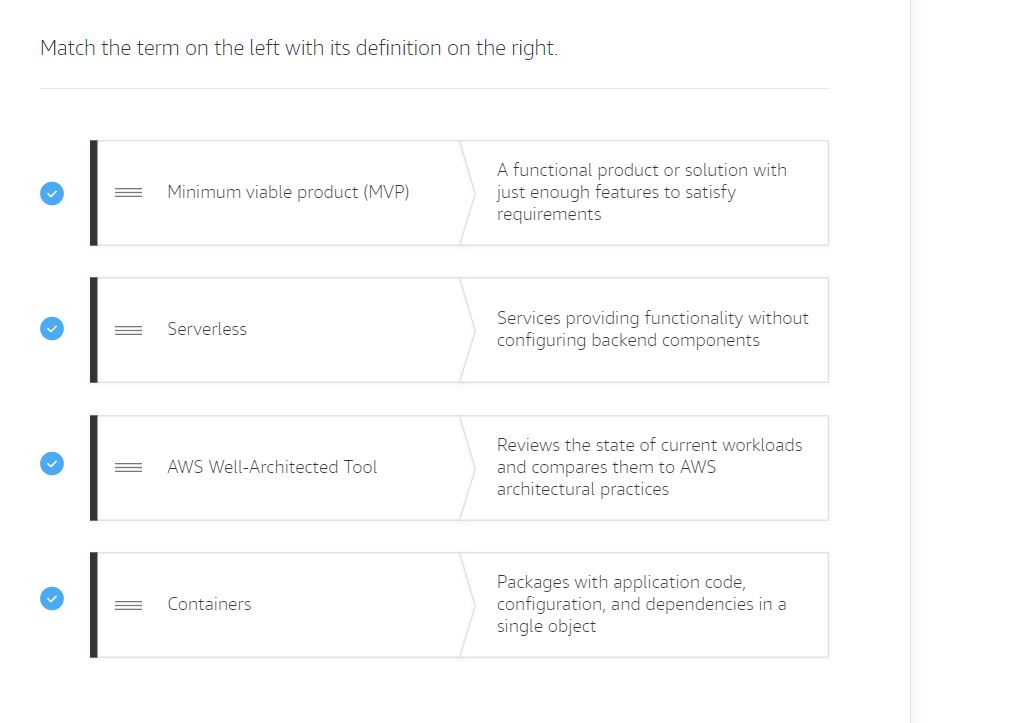 Match the term on the left with its definition on the right.
Minimum viable product (MVP)
A functional product or solution with
just enough features to satisfy
requirements
Serverless
Services providing functionality without
configuring backend components
AWS Well-Architected Tool
Reviews the state of current workloads
and compares them to AWS
architectural practices
Containers
Packages with application code,
configuration, and dependencies in a
single object